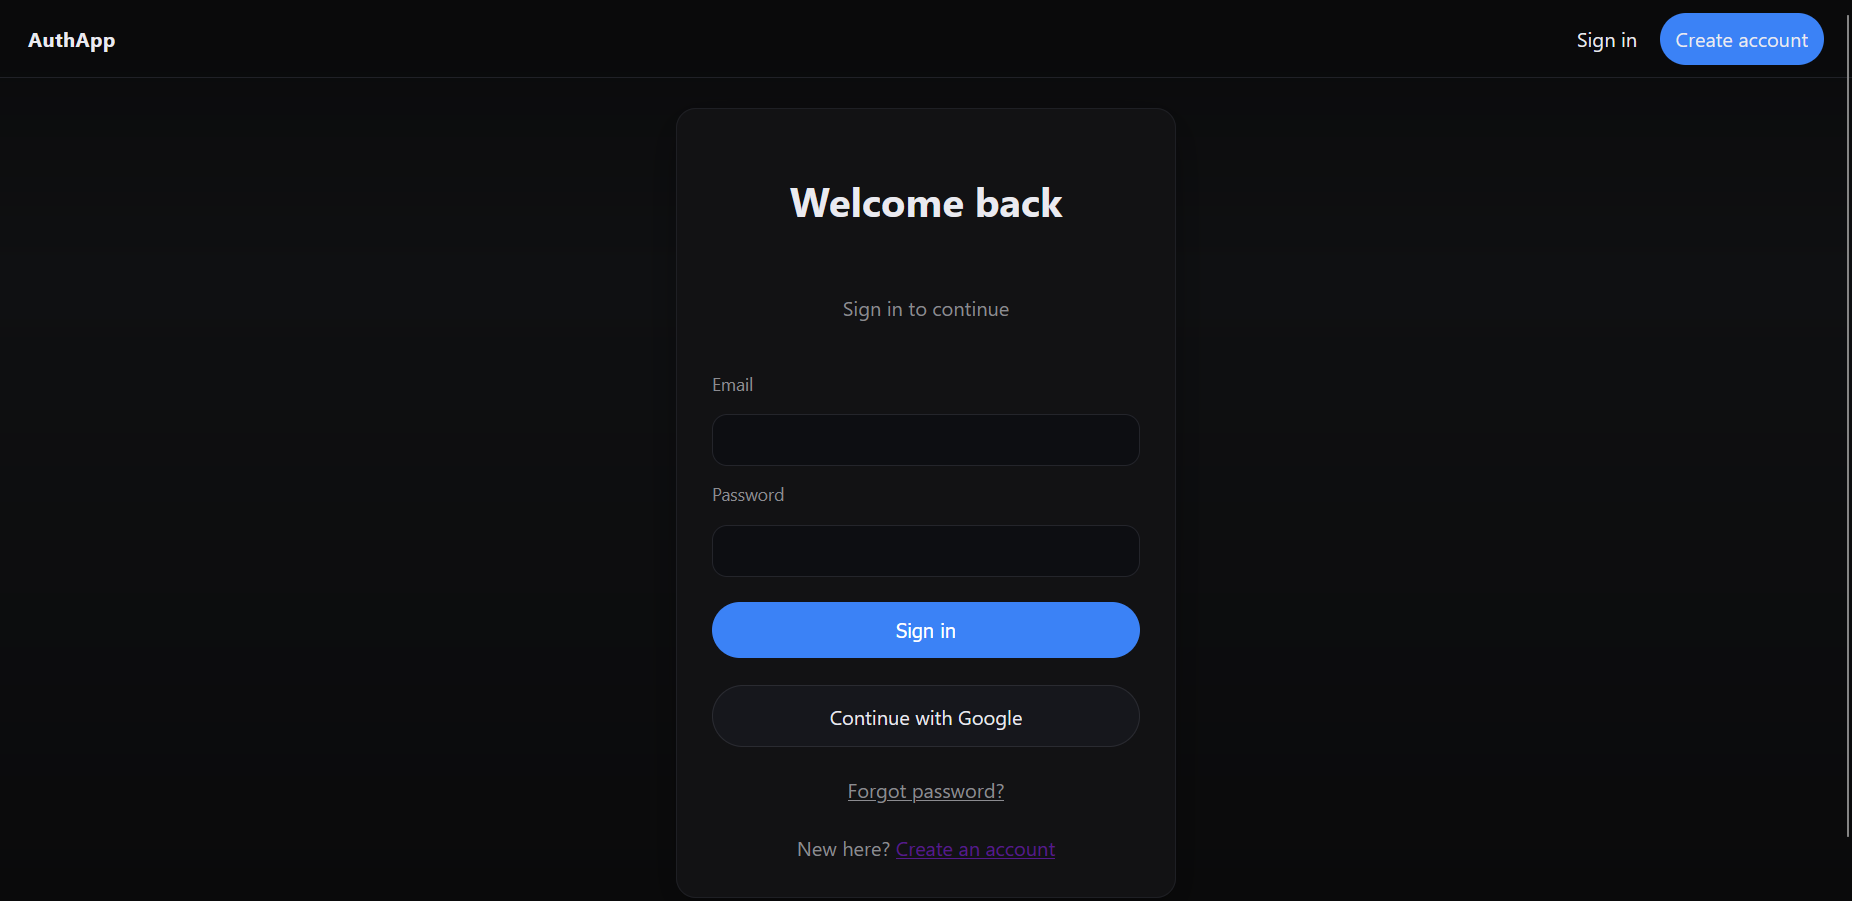 AuthApp
Sign in
Create account
Welcome back
Sign in to continue
Email
Password
Sign in
Continue with Google
Forgot password?
New here? Create an account